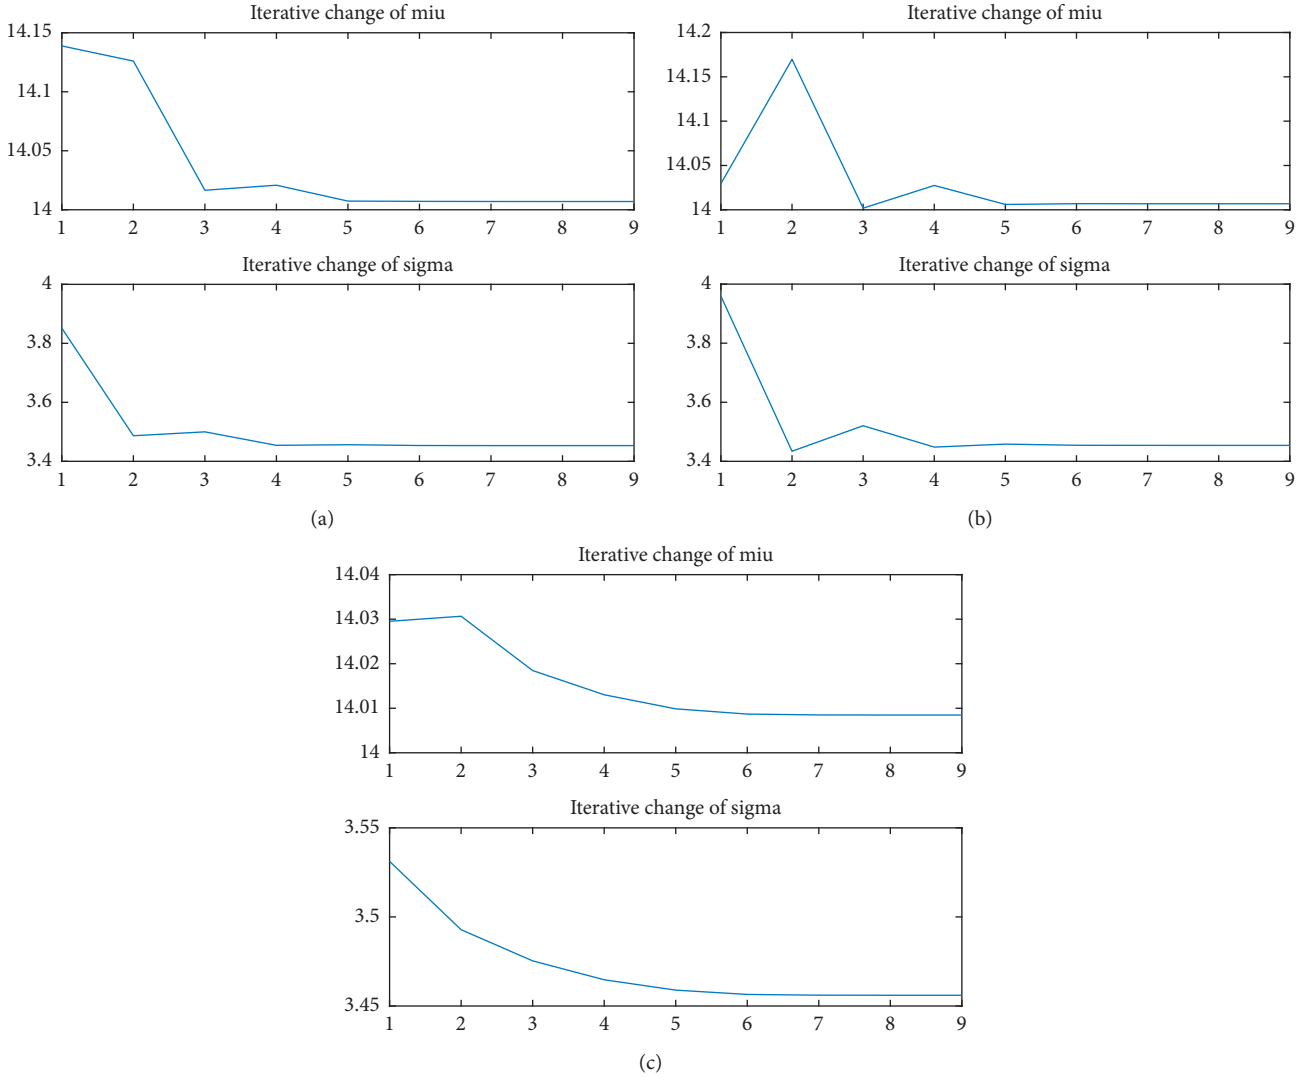 Iterative change of miu
14.15
14.1
14.05
14
1 2 3 4 5 6 7 8 9
Iterative change of sigma
4
3.8
3.6
3.4
1 2 3 4 5 6 7 8 9
(a)
Iterative change of miu
14.2
14.15
14.1
14.05
14
1 2 3 4 5 6 7 8 9
Iterative change of sigma
4
3.8
3.6
3.4
1 2 3 4 5 6 7 8 9
(b)
Iterative change of miu
14.04
14.03
14.02
14.01
14
1 2 3 4 5 6 7 8 9
Iterative change of sigma
3.55
3.5
3.45
1 2 3 4 5 6 7 8 9
(c)